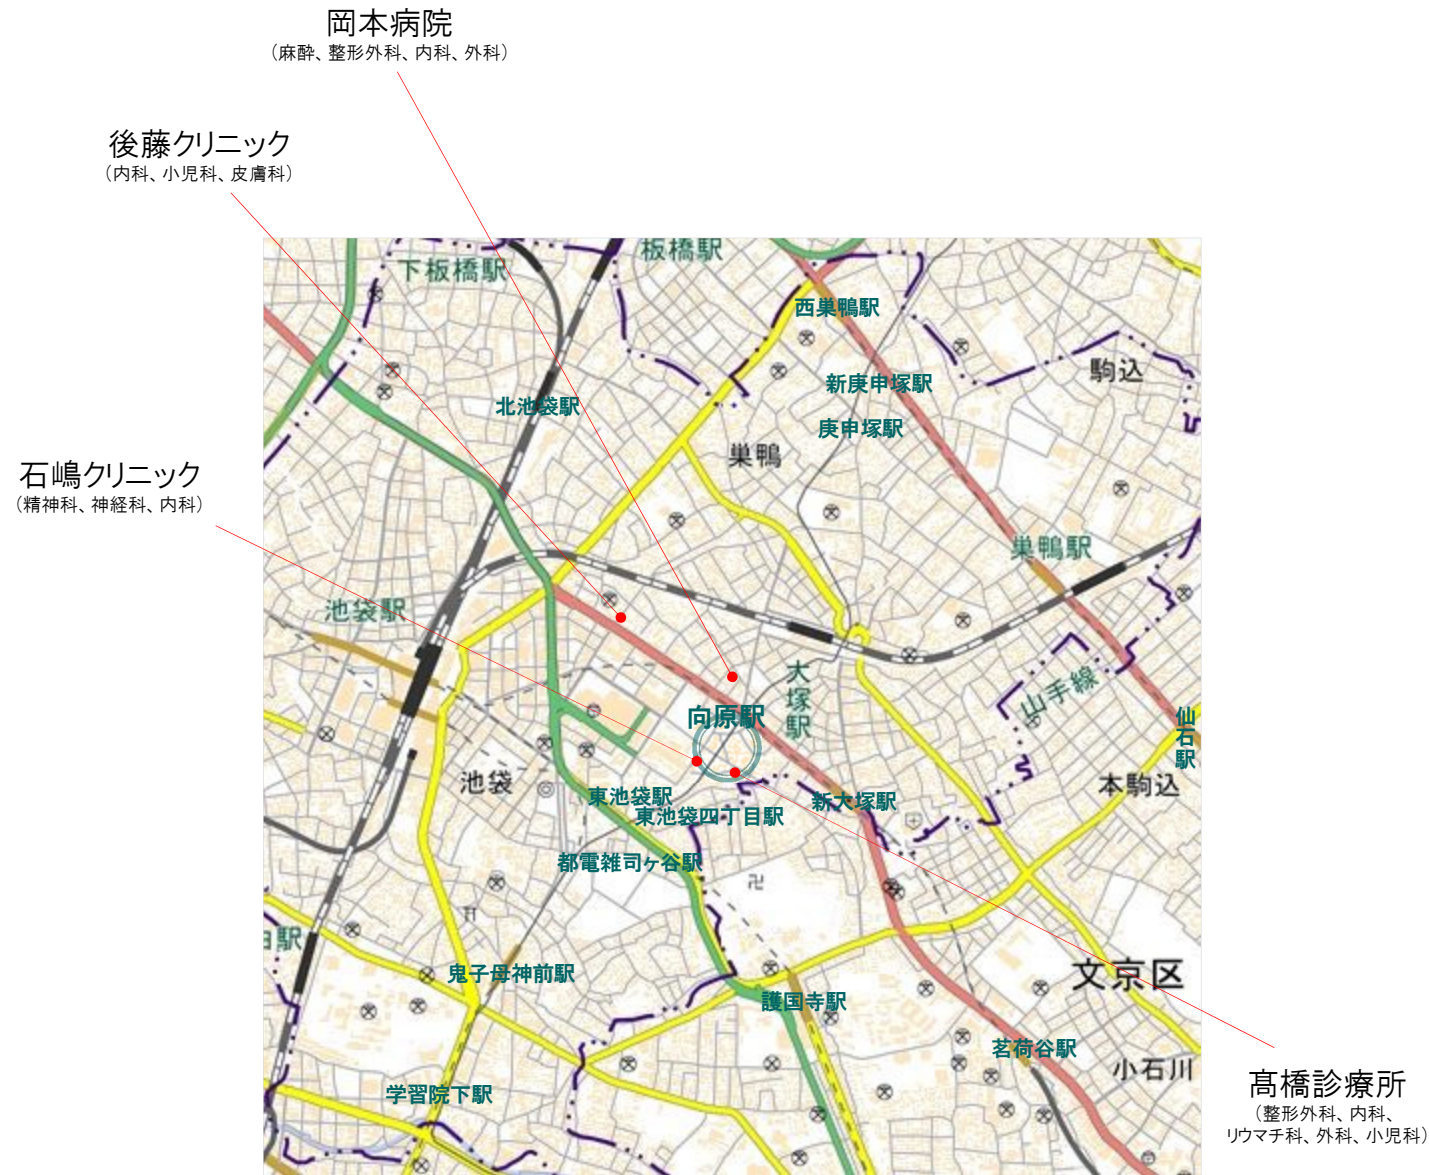 岡本病院
（麻酔、整形外科、内科、外科）
後藤クリニック
（内科、小児科、皮膚科）
板橋駅
下板橋駅
西巣鴨駅
駒込
新庚申塚駅
北池袋駅
庚申塚駅
巣鴨
石嶋クリニック
（精神科、神経科、内科）
巣鴨駅
池袋駅
大塚駅
山手線
向原駅
仙石駅
池袋
本駒込
東池袋駅
新大塚駅
東池袋四丁目駅
都電雑司ヶ谷駅
卍
白駅
鬼子母神前駅
文京区
護国寺駅
茗荷谷駅
小石川
学習院下駅
髙橋診療所
（整形外科、内科、
リウマチ科、外科、小児科）